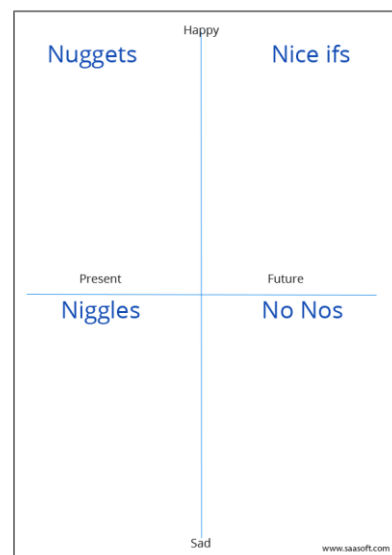 Happy
Nuggets Nice ifs
Present Future
Niggles No Nos
Sad
www.saasoft.com